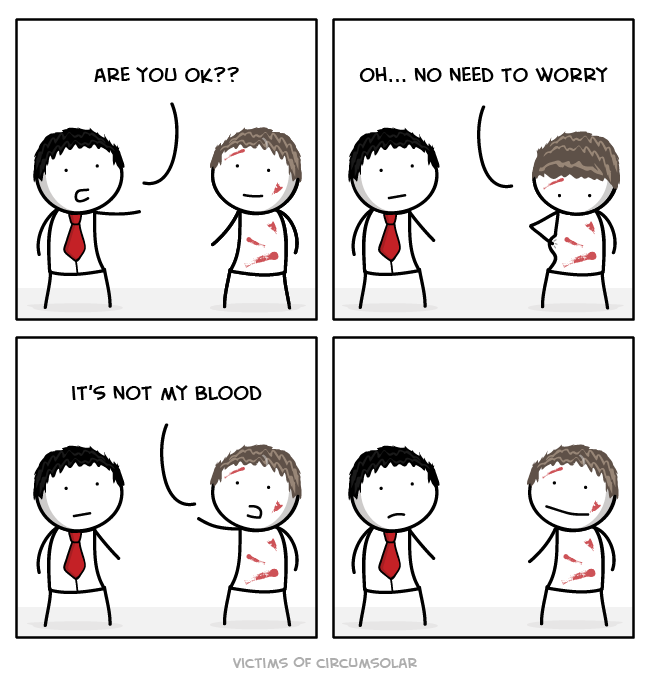 ARE YOU OK??
OH... NO NEED TO WORRY
IT'S NOT MY BLOOD
VICTIMS OF CIRCUMSOLAR